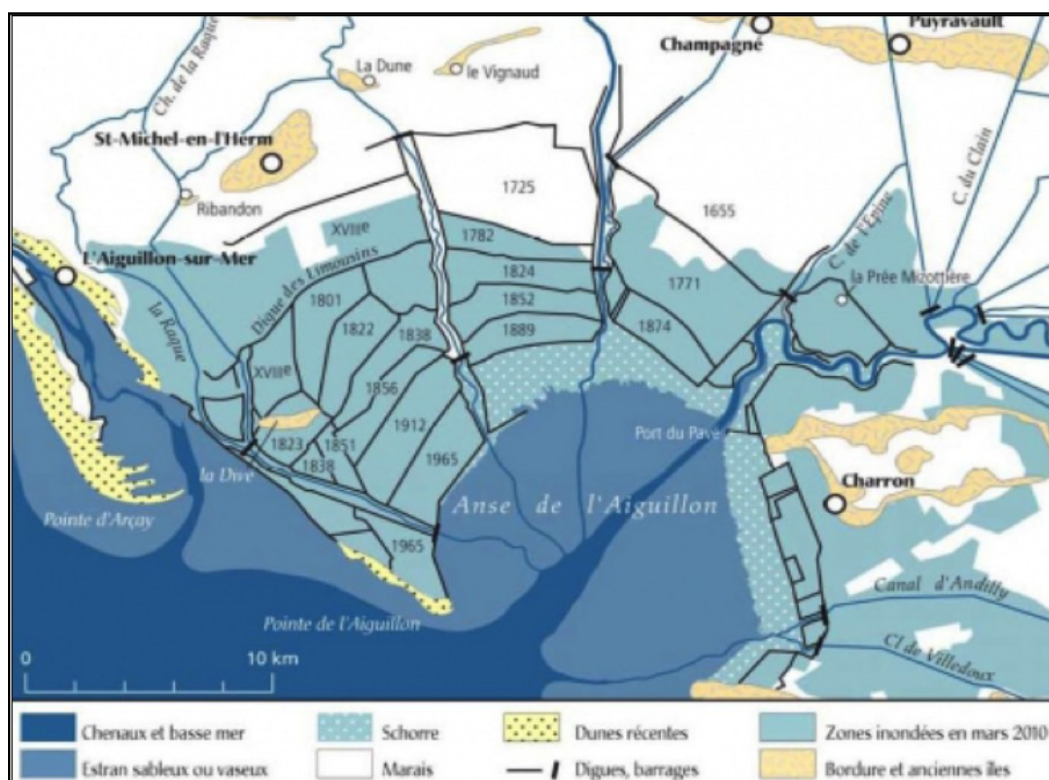 Puyravault
Champagné
Ch. de la Raque
La Dune
le Vignaud
St-Michel-en-l'Herm
C. du Clain
1725
Ribandon
1655
XVIIIe
1782
C. de l'Epine
L'Aiguillon-sur-Mer
Digue des Limousins
1824
1771
la Prée Mizottière
1801
1852
la Raque
1822
1838
1889
1874
XVIIIe
1856
1912
1823
1851
Port du Pavé
1838
1965
la Dive
Anse de l'Aiguillon
Charron
Pointe d'Arçay
1965
Canal d'Andilly
Pointe de l'Aiguillon
Cl de Villedoux
0
10 km
Chenaux et basse mer
Schorre
Dunes récentes
Zones inondées en mars 2010
Estran sableux ou vaseux
Marais
Digues, barrages
Bordure et anciennes îles